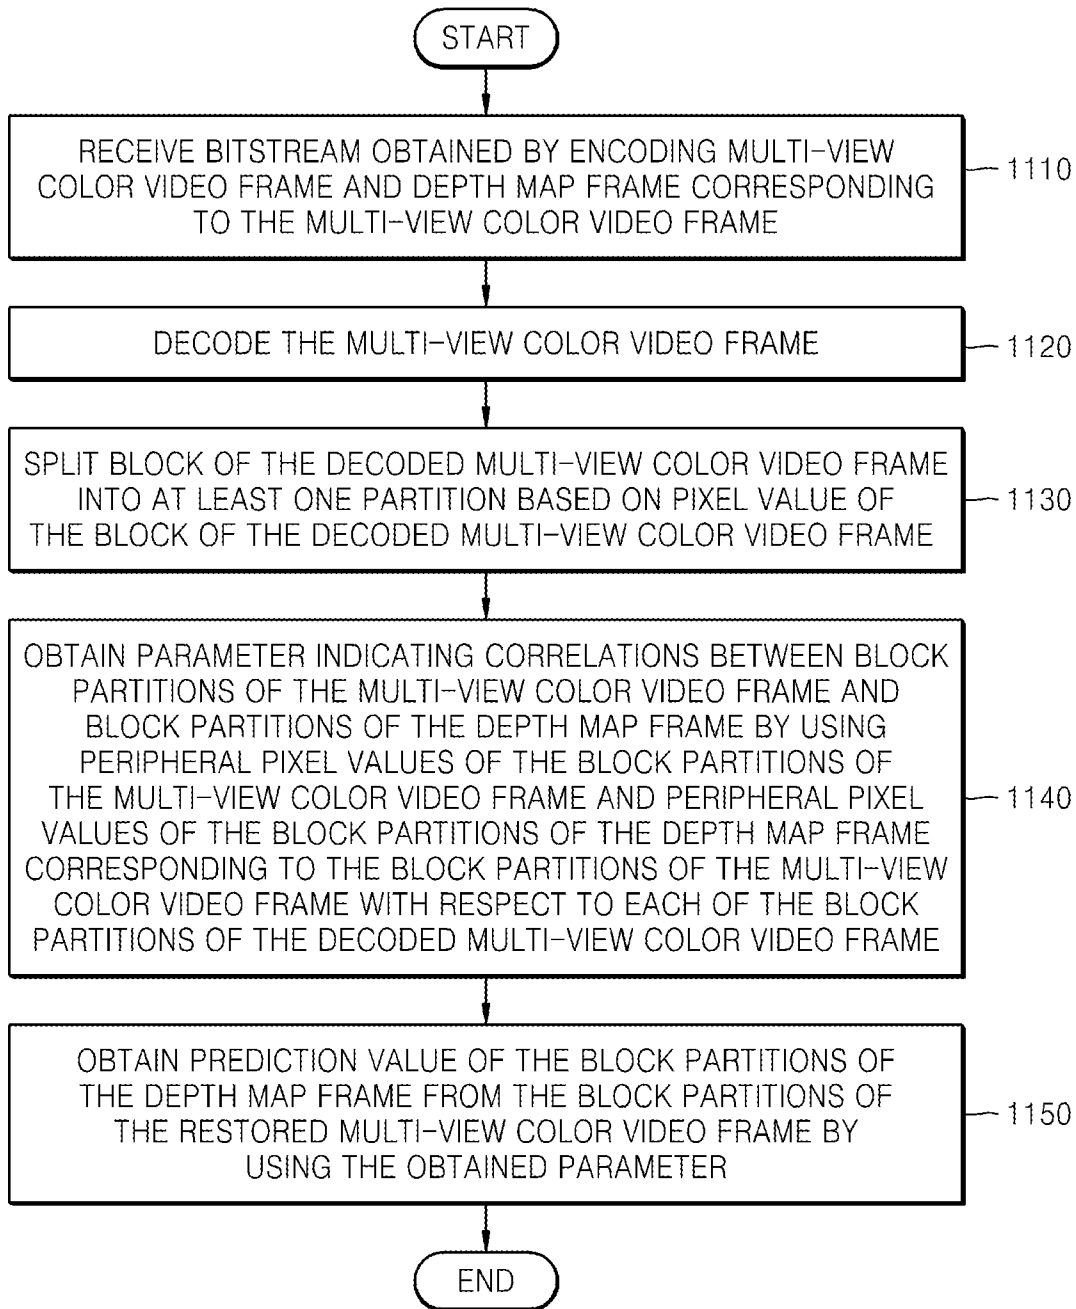 START
RECEIVE BITSTREAM OBTAINED BY ENCODING MULTI-VIEW
COLOR VIDEO FRAME AND DEPTH MAP FRAME CORRESPONDING
TO THE MULTI-VIEW COLOR VIDEO FRAME
1110
DECODE THE MULTI-VIEW COLOR VIDEO FRAME
1120
SPLIT BLOCK OF THE DECODED MULTI-VIEW COLOR VIDEO FRAME
INTO AT LEAST ONE PARTITION BASED ON PIXEL VALUE OF
THE BLOCK OF THE DECODED MULTI-VIEW COLOR VIDEO FRAME
1130
OBTAIN PARAMETER INDICATING CORRELATIONS BETWEEN BLOCK
PARTITIONS OF THE MULTI-VIEW COLOR VIDEO FRAME AND
BLOCK PARTITIONS OF THE DEPTH MAP FRAME BY USING
PERIPHERAL PIXEL VALUES OF THE BLOCK PARTITIONS OF
THE MULTI-VIEW COLOR VIDEO FRAME AND PERIPHERAL PIXEL
VALUES OF THE BLOCK PARTITIONS OF THE DEPTH MAP FRAME
CORRESPONDING TO THE BLOCK PARTITIONS OF THE MULTI-VIEW
COLOR VIDEO FRAME WITH RESPECT TO EACH OF THE BLOCK
PARTITIONS OF THE DECODED MULTI-VIEW COLOR VIDEO FRAME
1140
OBTAIN PREDICTION VALUE OF THE BLOCK PARTITIONS OF
THE DEPTH MAP FRAME FROM THE BLOCK PARTITIONS OF
THE RESTORED MULTI-VIEW COLOR VIDEO FRAME BY
USING THE OBTAINED PARAMETER
1150
END